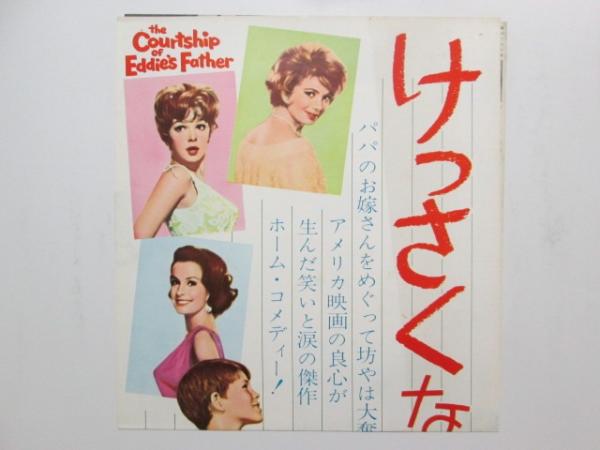 the
Courtship
of
Eddie's Father
けっさくな
パパのお嫁さんをめぐって坊やは大奮
アメリカ映画の良心が
生んだ笑いと涙の傑作
ホーム・コメディー！